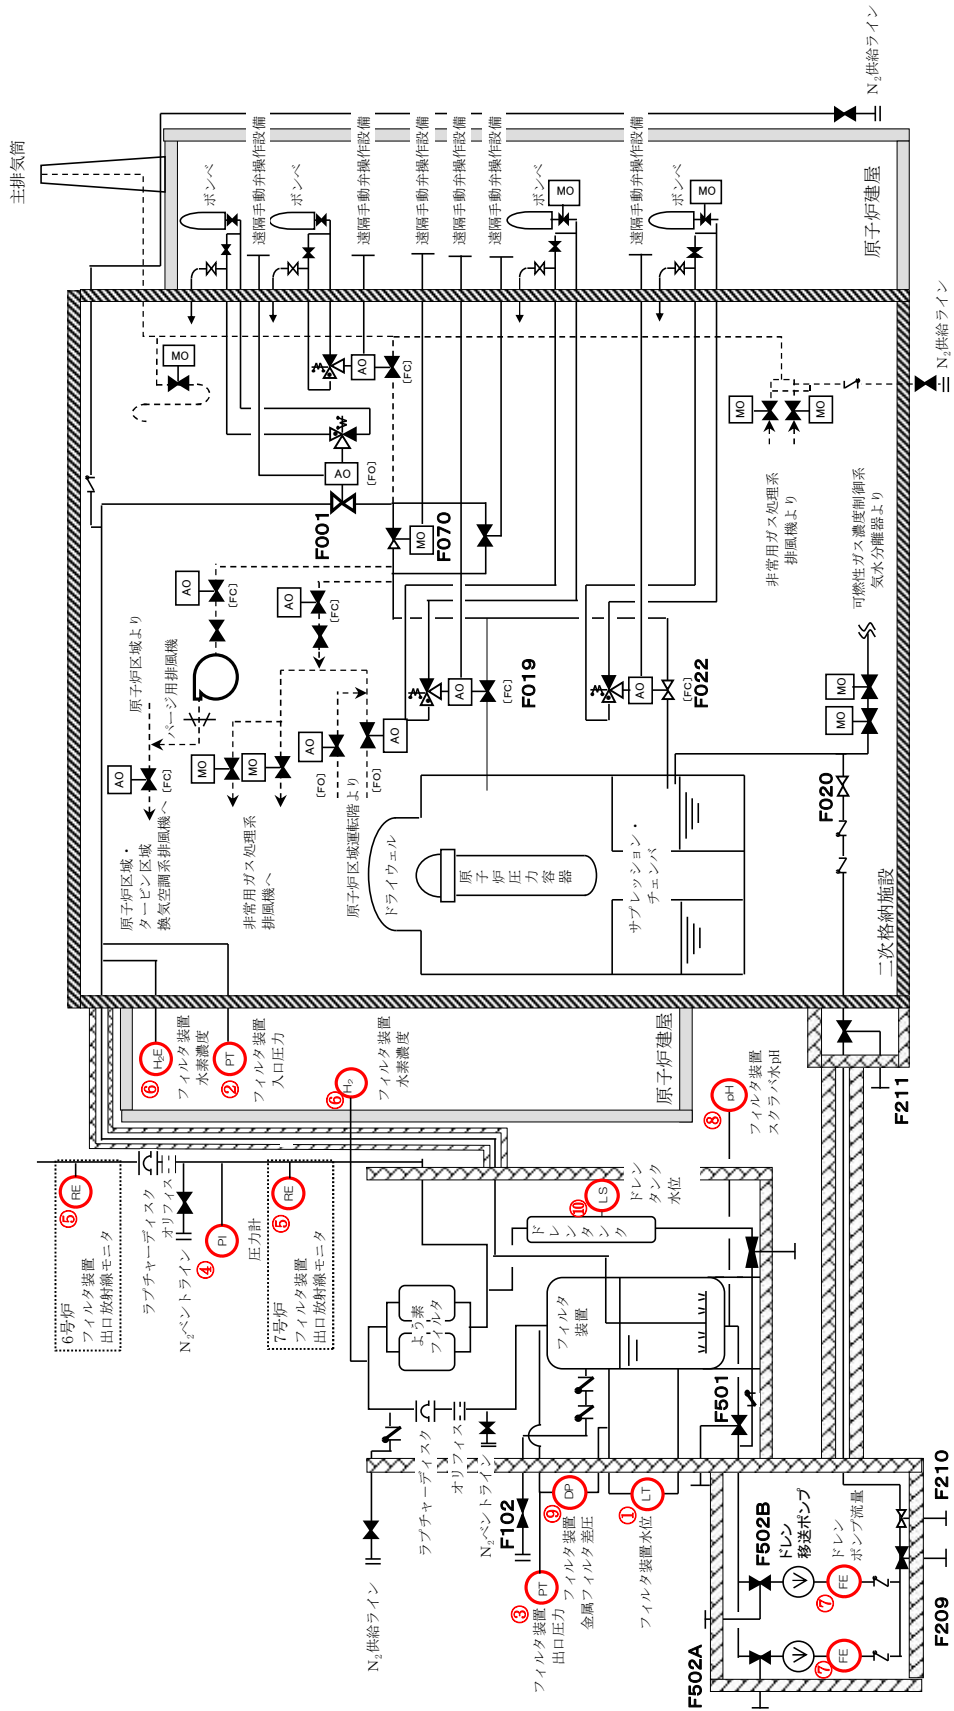 主排気筒
N₂供給ライン
ボンベ
遠隔手動弁操作設備
ボンベ
遠隔手動弁操作設備
遠隔手動弁操作設備
遠隔手動弁操作設備
遠隔手動弁操作設備
ボンベ
MO
遠隔手動弁操作設備
ボンベ
MO
原子炉建屋
N₂供給ライン
MO
AO
[FC]
AO
[FO]
F001
MO
F070
MO
MO
非常用ガス処理系
排風機より
可燃性ガス濃度制御系
気水分離器より
AO
[FC]
AO
[FC]
原子炉区域より
パージ用排風機
AO
[FC]
MO
MO
AO
[FO]
AO
[FO]
AO
[FC]
F019
AO
[FC]
F022
MO
MO
F020
原子炉区域・
タービン区域
換気空調系排風機へ
非常用ガス処理系
排風機へ
原子炉区域運転階より
ドライウェル
原子炉圧力容器
サプレッション・
チェンバ
二次格納施設
⑥
H₂E
フィルタ装置
水素濃度
②
PT
フィルタ装置
入口圧力
⑥
H₂
フィルタ装置
水素濃度
原子炉建屋
⑧
pH
フィルタ装置
スクラバ水pH
F211
⑤
RE
6号炉
フィルタ装置
出口放射線モニタ
ラプチャーディスク
オリフィス
N₂ベントライン
④
PI
圧力計
⑤
RE
7号炉
フィルタ装置
出口放射線モニタ
よう素
フィルタ
ドレンタンク
⑩
LS
ドレン
タンク
水位
フィルタ
装置
F501
ラプチャーディスク
オリフィス
N₂ベントライン
F102
N₂供給ライン
③
PT
フィルタ装置
出口圧力
⑨
DP
フィルタ装置
金属フィルタ差圧
①
LT
フィルタ装置水位
F502B
ドレン
移送ポンプ
⑦
FE
ドレン
ポンプ流量
F502A
⑦
FE
F210
F209